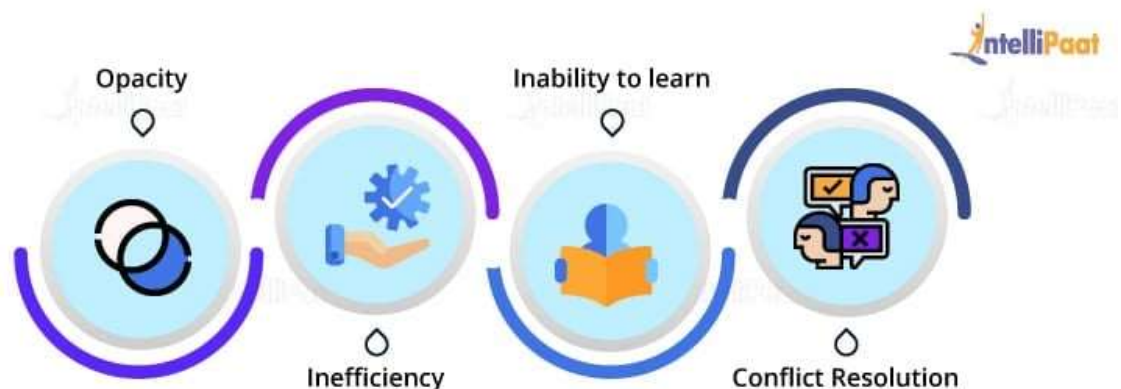 IntelliPaat
Opacity
Inability to learn
Inefficiency
Conflict Resolution